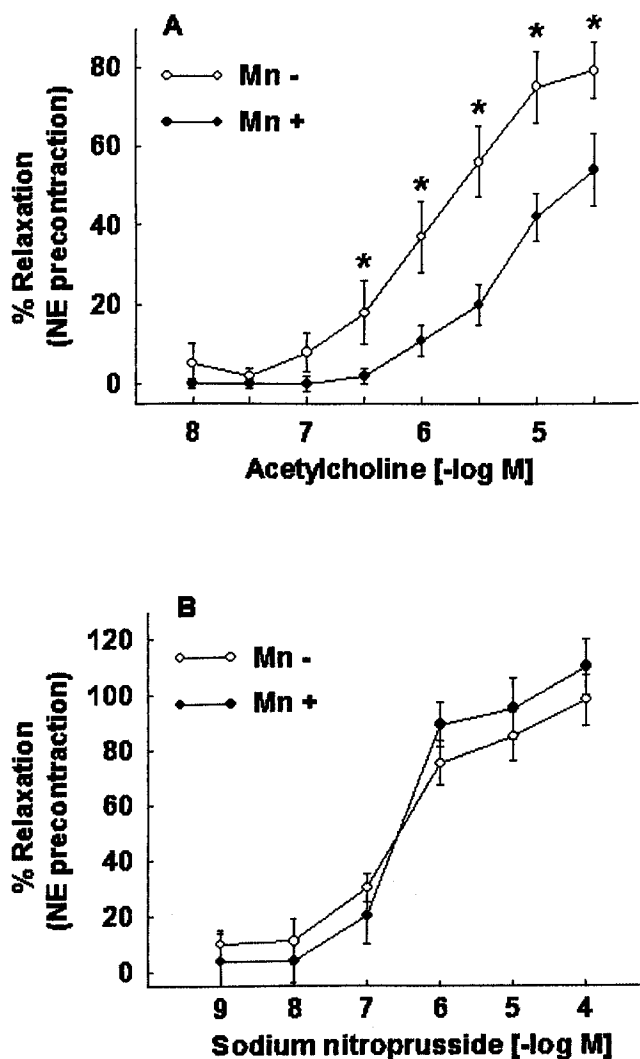 A
* * * * * *
Mn -
Mn +
80
60
40
20
0
% Relaxation
(NE precontraction)
8 7 6 5
Acetylcholine [-log M]
B
Mn -
Mn +
120
100
80
60
40
20
0
% Relaxation
(NE precontraction)
9 8 7 6 5 4
Sodium nitroprusside [-log M]